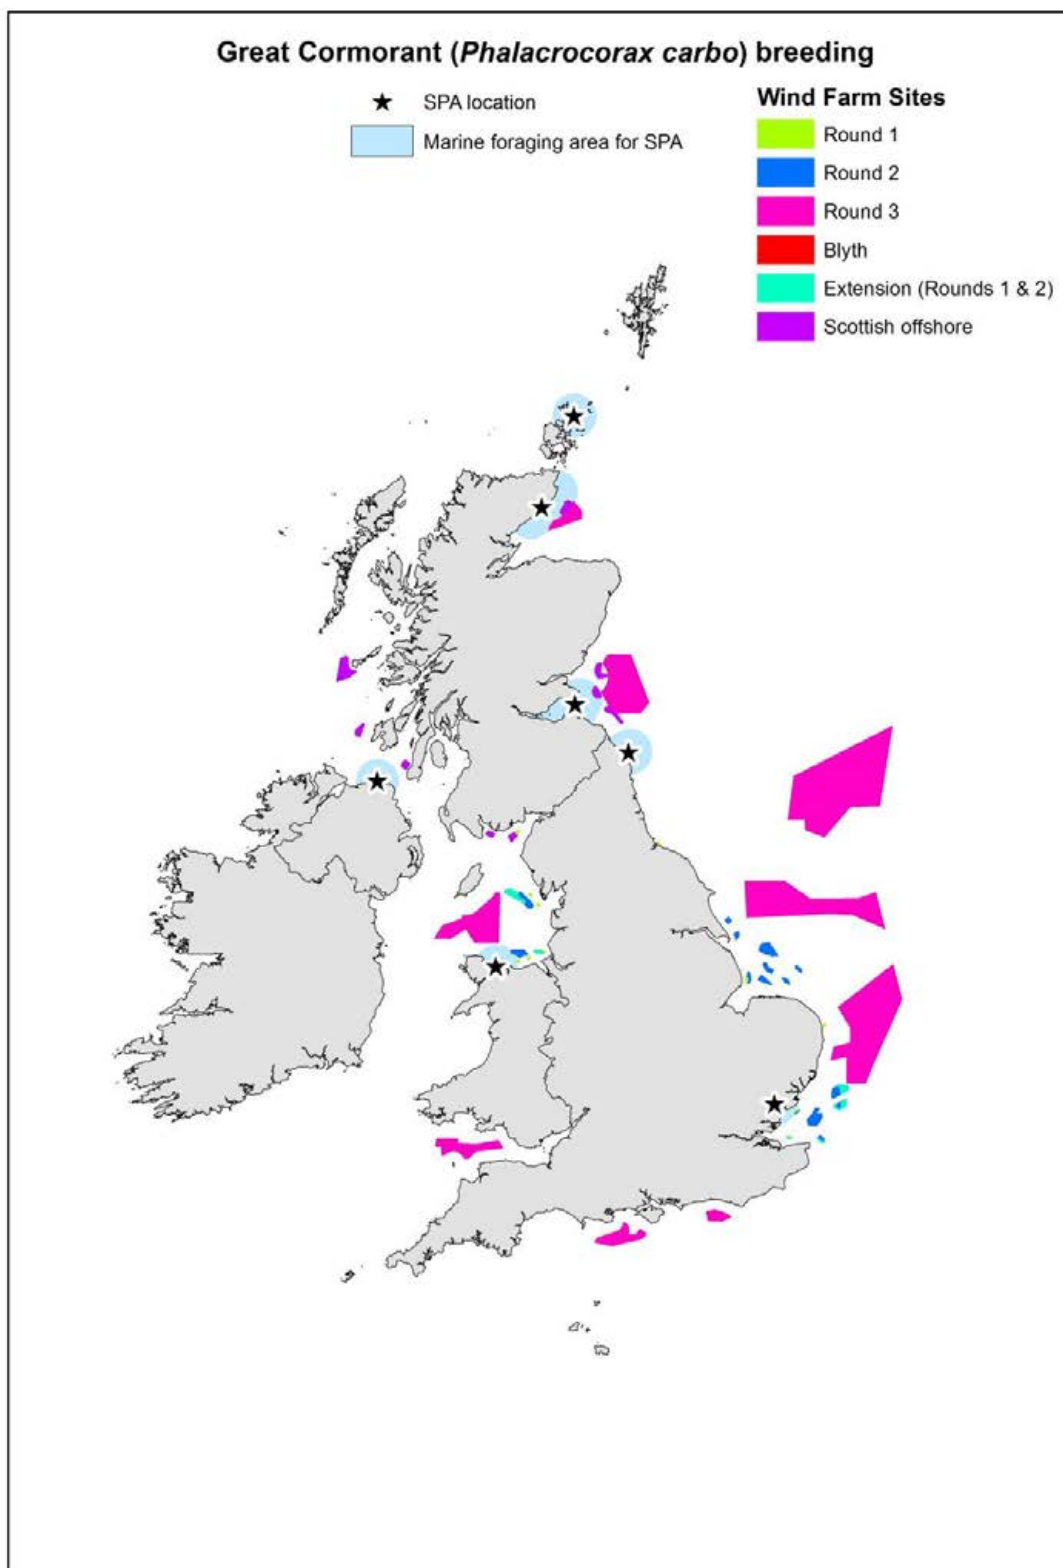 Great Cormorant (Phalacrocorax carbo) breeding
SPA location
Marine foraging area for SPA
Wind Farm Sites
Round 1
Round 2
Round 3
Blyth
Extension (Rounds 1 & 2)
Scottish offshore